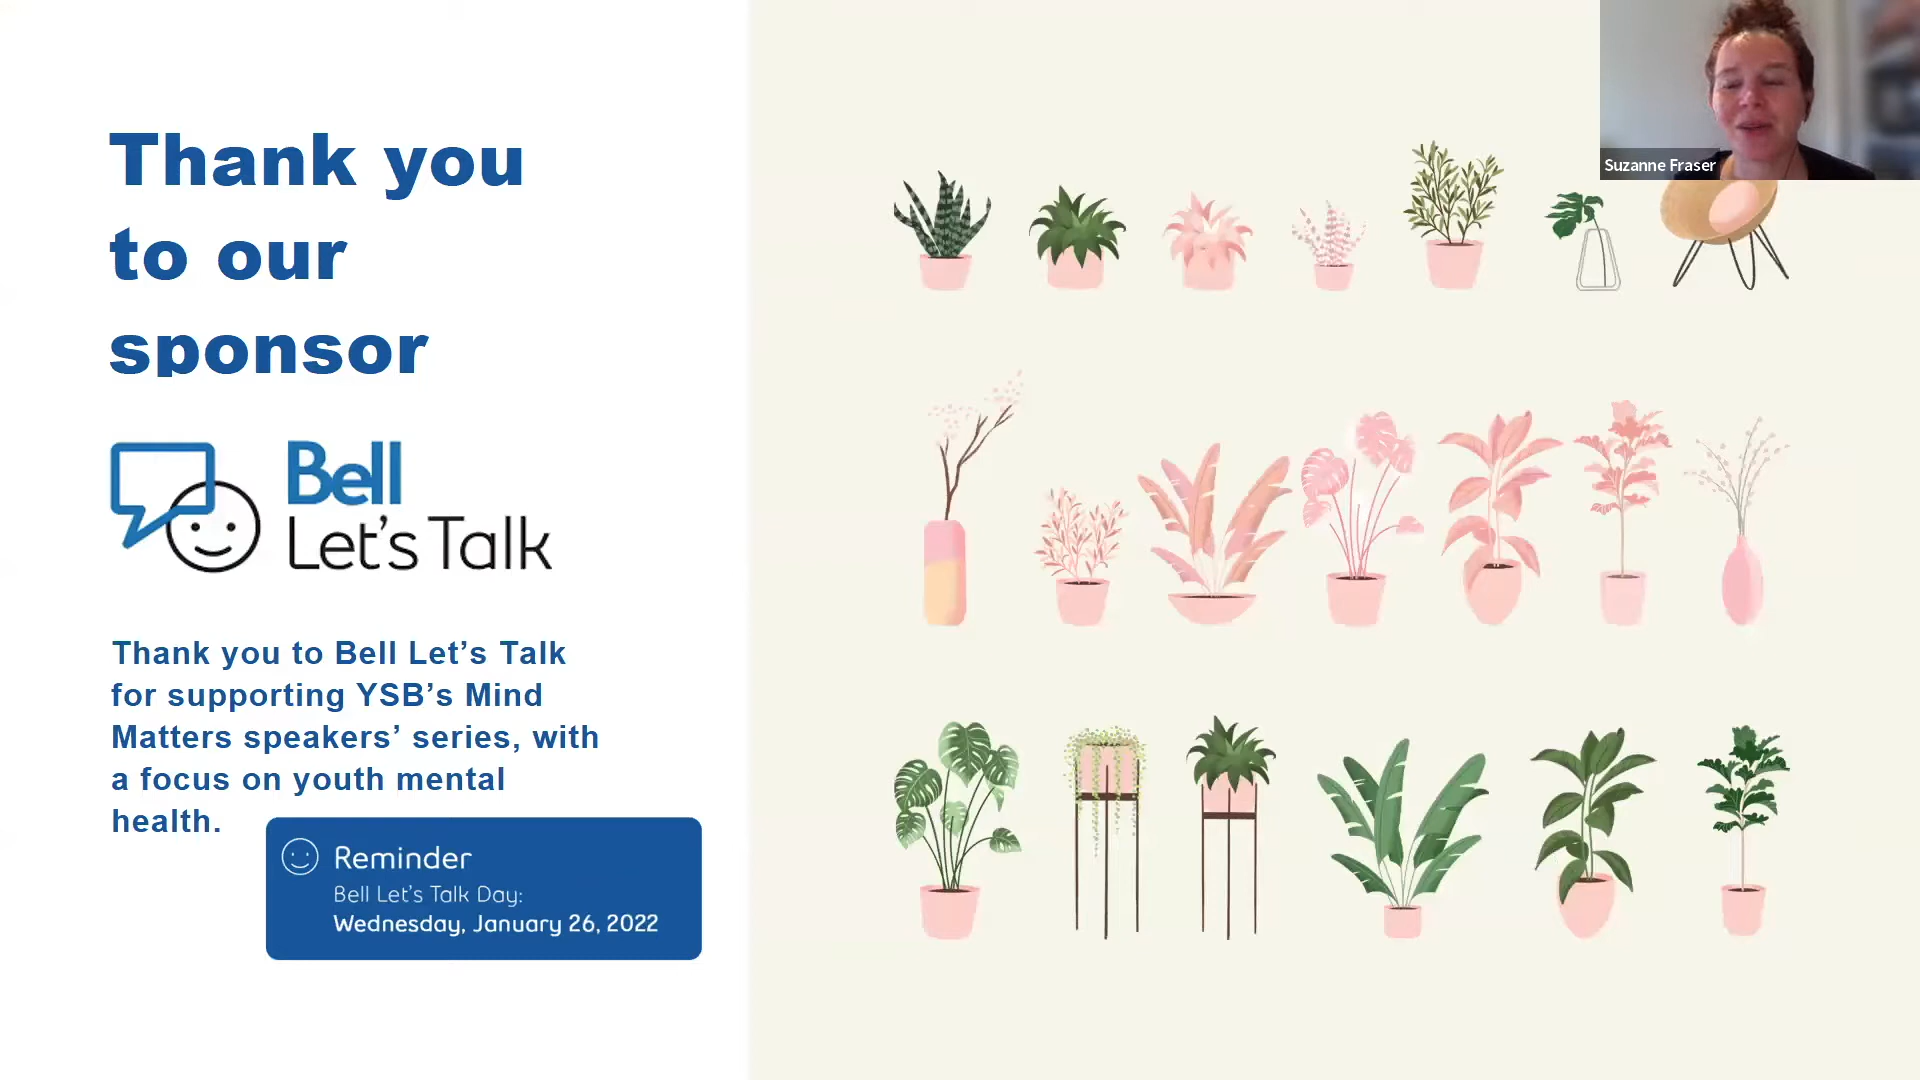 Thank you
to our
sponsor
Bell
Let's Talk
Thank you to Bell Let’s Talk
for supporting YSB’s Mind
Matters speakers’ series, with
a focus on youth mental
health.
Reminder
Bell Let's Talk Day:
Wednesday, January 26, 2022
Suzanne Fraser